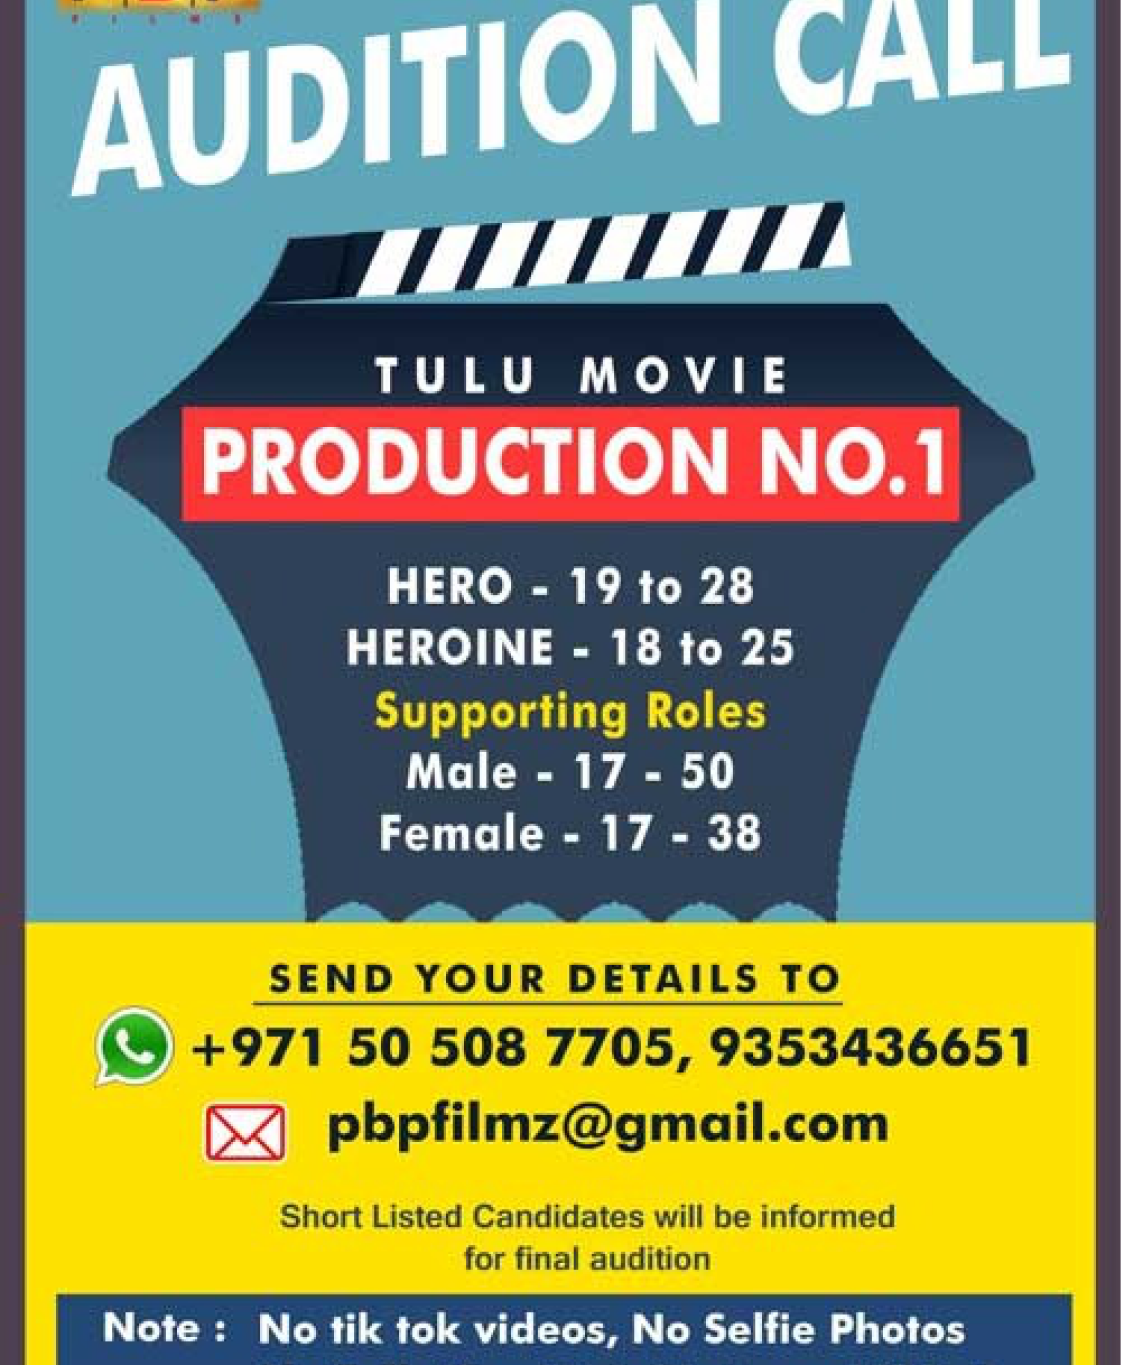 FILMS
AUDITION CALL
TULU MOVIE
PRODUCTION NO.1
HERO - 19 to 28
HEROINE - 18 to 25
Supporting Roles
Male - 17 - 50
Female - 17 - 38
SEND YOUR DETAILS TO
+971 50 508 7705, 9353436651
pbpfilmz@gmail.com
Short Listed Candidates will be informed
for final audition
Note : No tik tok videos, No Selfie Photos